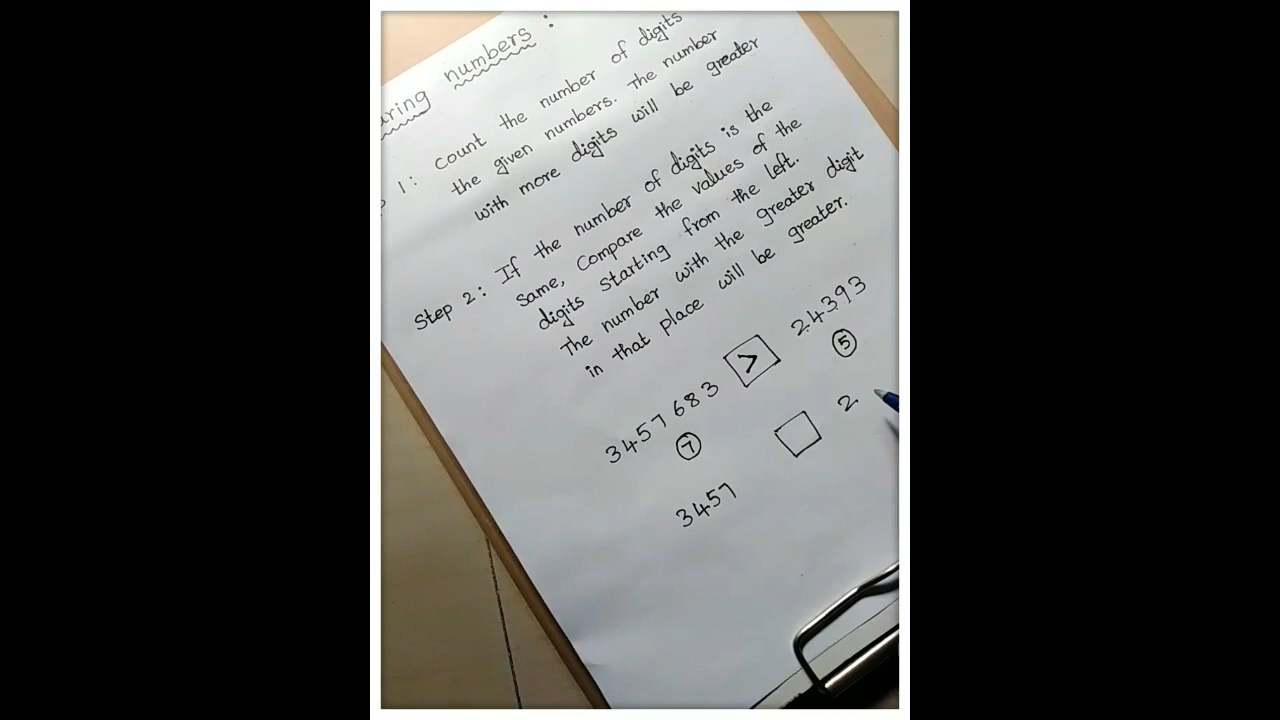 numbers :
1: Count the number of digits
the given numbers. The number
with more digits will be greater
Step 2: If the number of digits is the
same, Compare the values of the
digits starting from the left.
The number with the greater digit
in that place will be greater.
3457683 > 24393
7 5
3457 2